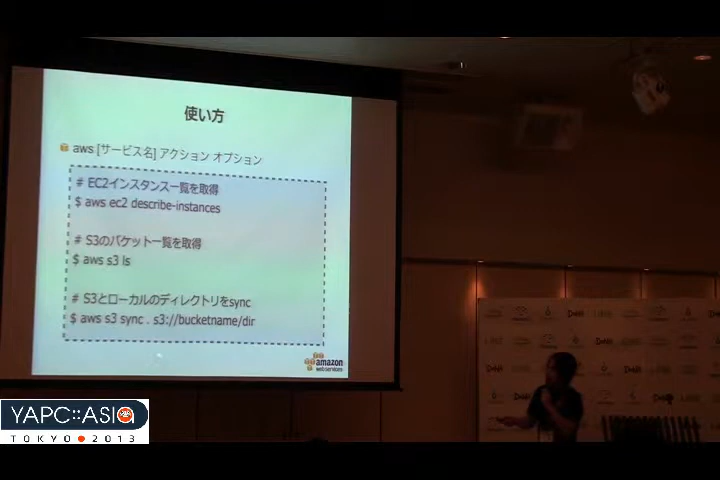 使い方
aws [サービス名] アクション オプション
# EC2インスタンス一覧を取得
$ aws ec2 describe-instances
# S3のバケット一覧を取得
$ aws s3 ls
# S3とローカルのディレクトリをsync
$ aws s3 sync . s3://bucketname/dir
amazon
webservices
YAPC::ASIA
TOKYO 2013